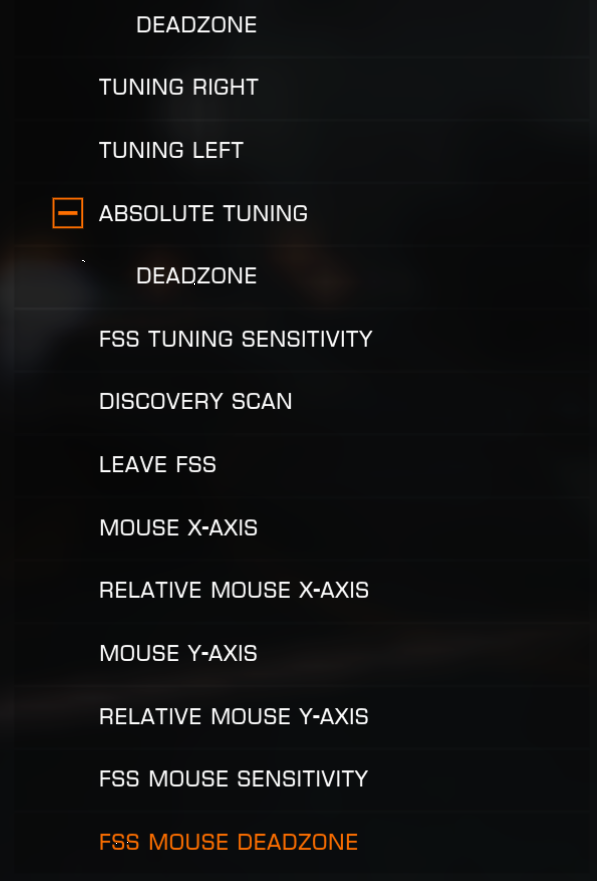 DEADZONE
TUNING RIGHT
TUNING LEFT
ABSOLUTE TUNING
DEADZONE
FSS TUNING SENSITIVITY
DISCOVERY SCAN
LEAVE FSS
MOUSE X-AXIS
RELATIVE MOUSE X-AXIS
MOUSE Y-AXIS
RELATIVE MOUSE Y-AXIS
FSS MOUSE SENSITIVITY
FSS MOUSE DEADZONE